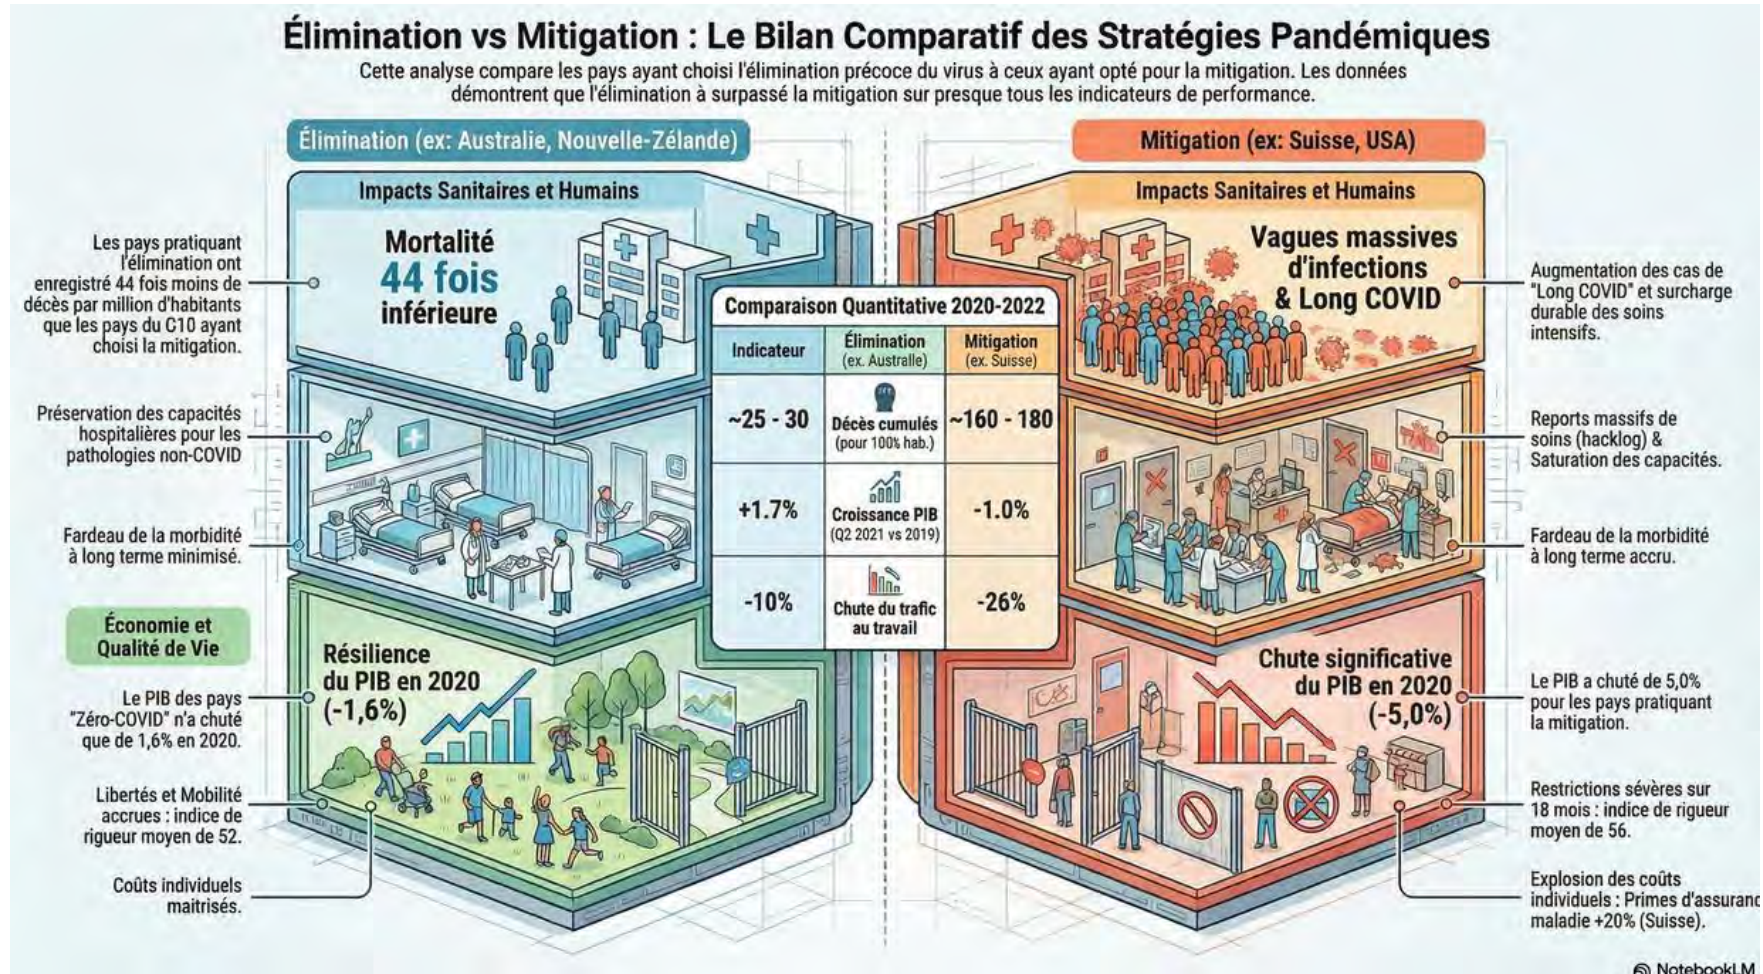 Élimination vs Mitigation : Le Bilan Comparatif des Stratégies Pandémiques
Cette analyse compare les pays ayant choisi l'élimination précoce du virus à ceux ayant opté pour la mitigation. Les données
démontrent que l'élimination à surpassé la mitigation sur presque tous les indicateurs de performance.
Élimination (ex: Australie, Nouvelle-Zélande)
Impacts Sanitaires et Humains
Mortalité
44 fois
inférieure
Les pays pratiquant
l'élimination ont
enregistré 44 fois moins de
décès par million d'habitants
que les pays du C10 ayant
choisi la mitigation.
Préservation des capacités
hospitalières pour les
pathologies non-COVID
Fardeau de la morbidité
à long terme minimisé.
Économie et
Qualité de Vie
Résilience
du PIB en 2020
(-1,6%)
Le PIB des pays
"Zéro-COVID" n'a chuté
que de 1,6% en 2020.
Libertés et Mobilité
accrues : indice de
rigueur moyen de 52.
Coûts individuels
maitrisés.
Comparaison Quantitative 2020-2022
Indicateur
Élimination
(ex. Australle)
Mitigation
(ex. Suisse)
~25 - 30
Décès cumulés
(pour 100% hab.)
~160 - 180
+1.7%
Croissance PIB
(Q2 2021 vs 2019)
-1.0%
-10%
Chute du trafic
au travail
-26%
Mitigation (ex: Suisse, USA)
Impacts Sanitaires et Humains
Vagues massives
d'infections
& Long COVID
Augmentation des cas de
"Long COVID" et surcharge
durable des soins
intensifs.
Reports massifs de
soins (hacklog) &
Saturation des capacités.
Fardeau de la morbidité
à long terme accru.
Chute significative
du PIB en 2020
(-5,0%)
Le PIB a chuté de 5,0%
pour les pays pratiquant
la mitigation.
Restrictions sévères sur
18 mois : indice de rigueur
moyen de 56.
Explosion des coûts
individuels : Primes d'assuranc
maladie +20% (Suisse).
NotebookLM